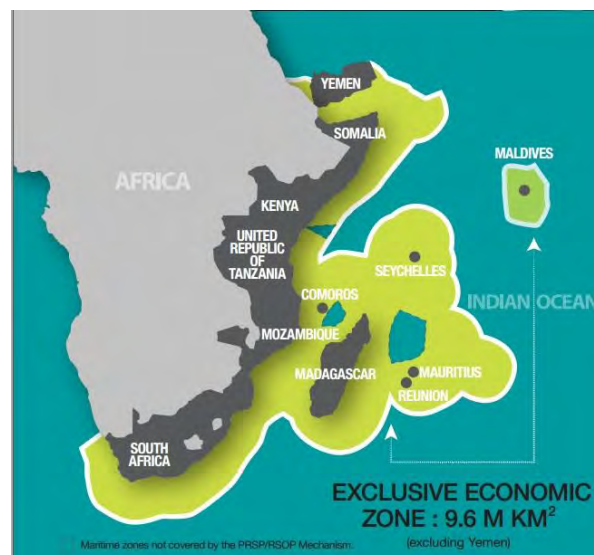 YEMEN
SOMALIA
MALDIVES
AFRICA
KENYA
UNITED
REPUBLIC
OF
TANZANIA
SEYCHELLES
COMOROS
INDIAN OCEAN
MOZAMBIQUE
MADAGASCAR
MAURITIUS
REUNION
SOUTH
AFRICA
EXCLUSIVE ECONOMIC
ZONE : 9.6 M KM²
(excluding Yemen)
Maritime zones not covered by the PRSP/RSOP Mechanism.